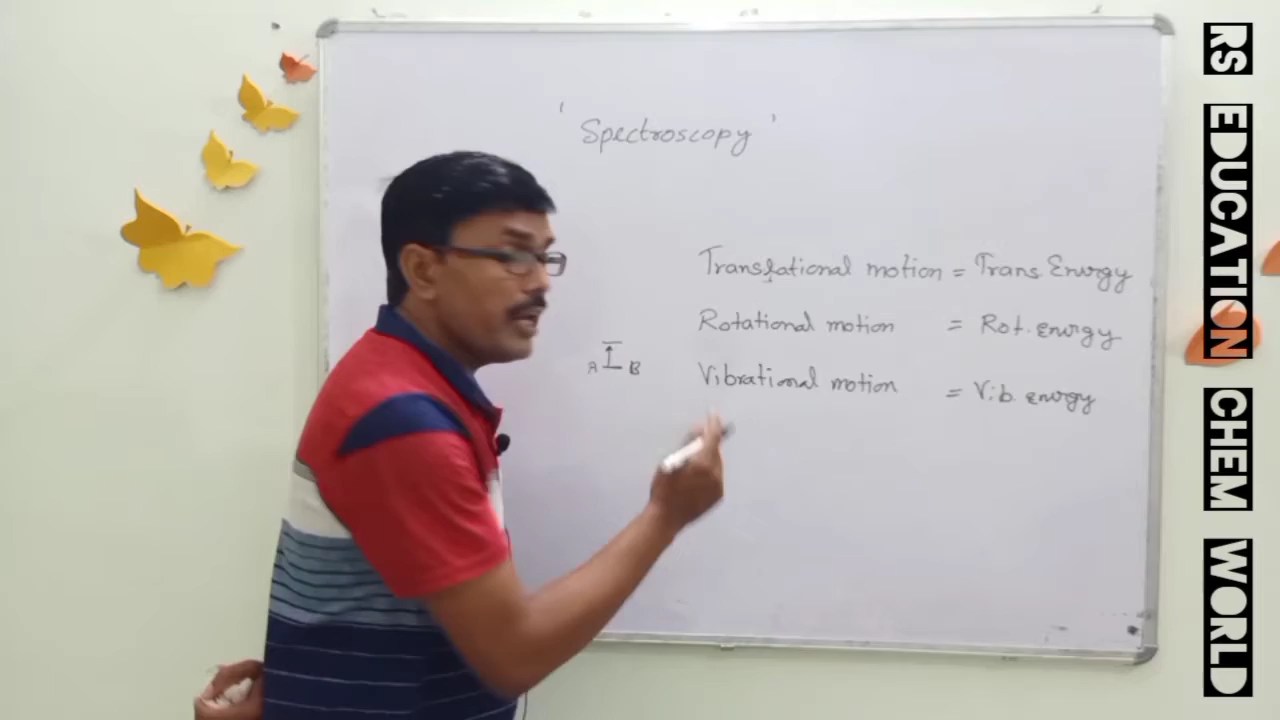 ' Spectroscopy '
Translational motion = Trans. Energy
Rotational motion = Rot. energy
A B
Vibrational motion = Vib. energy
RS EDUCATION CHEM WORLD